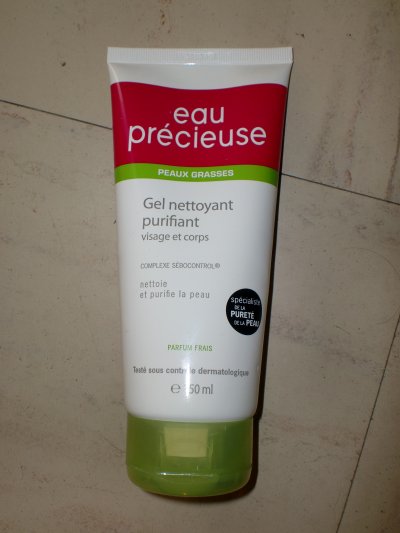 eau
précieuse
PEAUX GRASSES
Gel nettoyant
purifiant
visage et corps
COMPLEXE SÉBOCONTROL®
nettoie
et purifie la peau
spécialiste
DE LA
PURETÉ
DE LA PEAU
PARFUM FRAIS
Testé sous contrôle dermatologique
e 150 ml